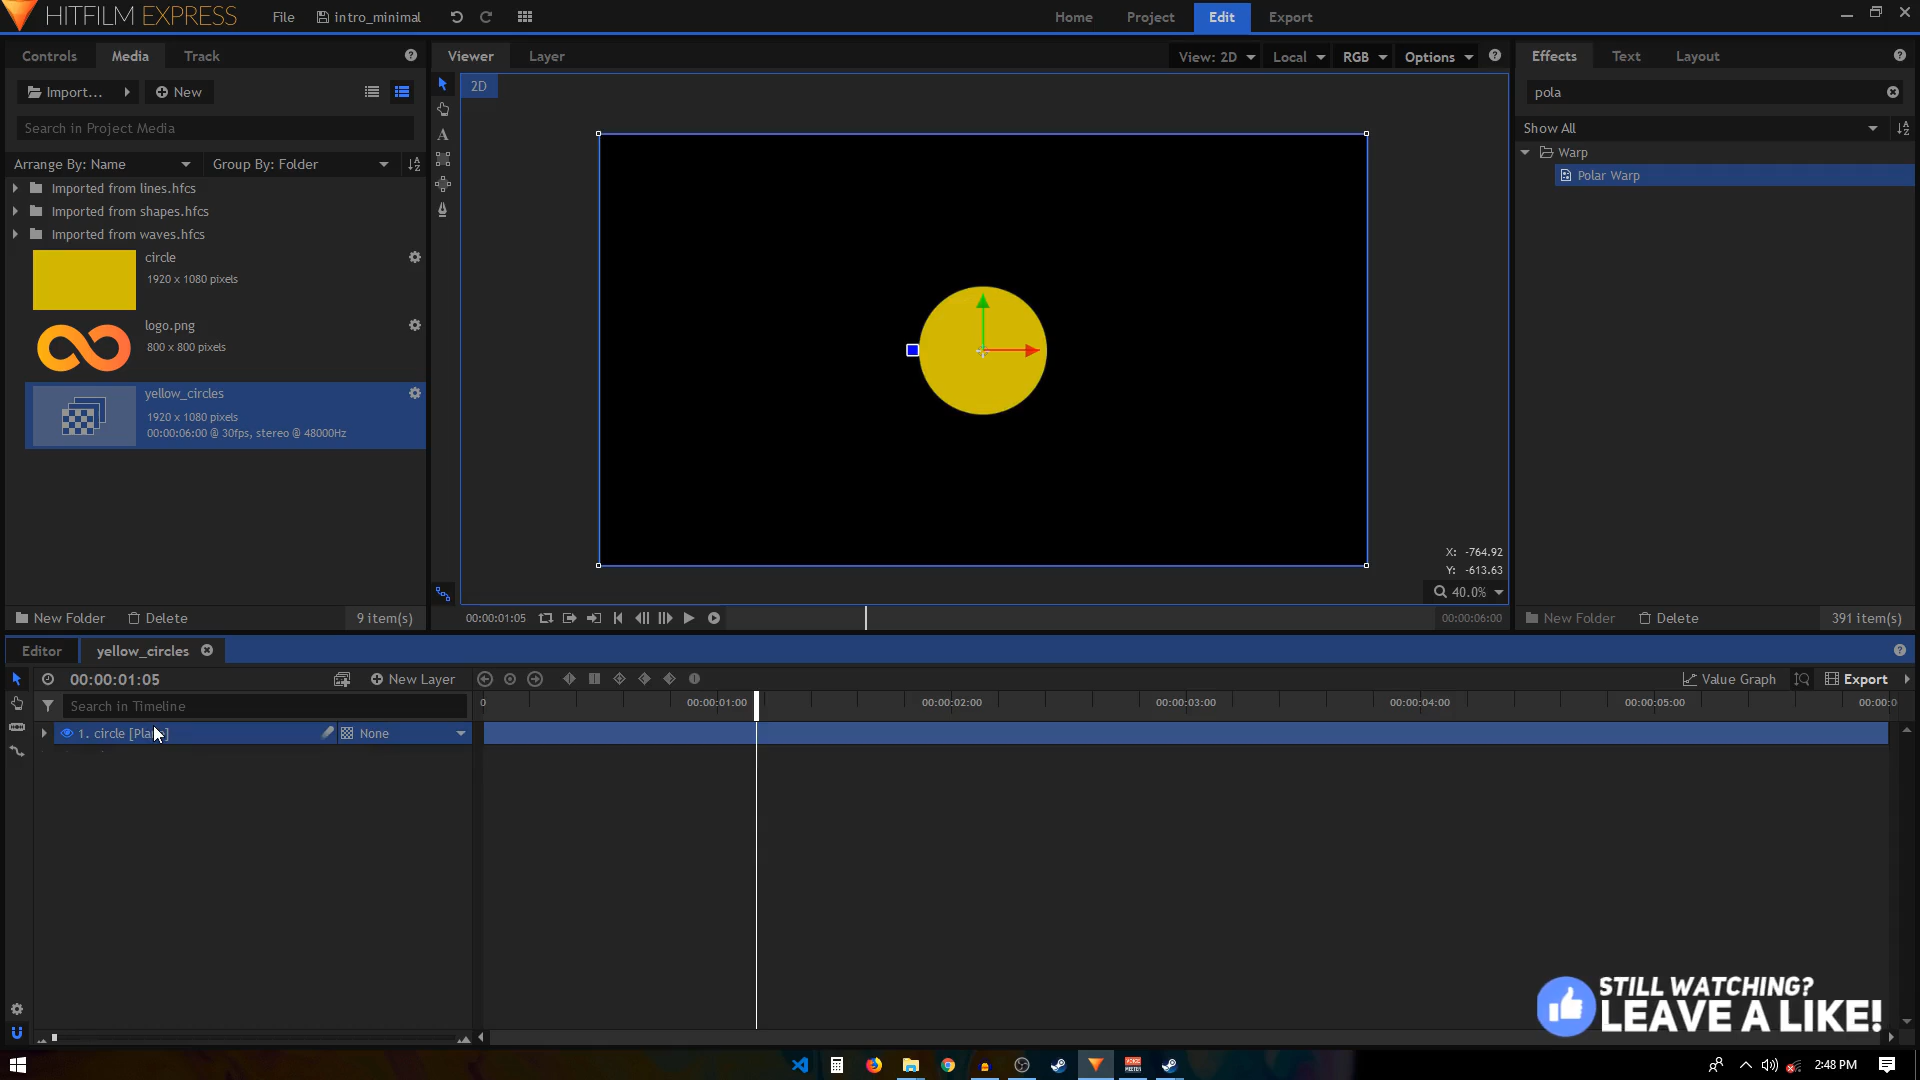 HITFILM EXPRESS
File
intro_minimal
Home
Project
Edit
Export
Controls
Media
Track
Viewer
Layer
View: 2D
Local
RGB
Options
Effects
Text
Layout
Import...
New
2D
pola
Search in Project Media
Show All
Arrange By: Name
Group By: Folder
Warp
Polar Warp
Imported from lines.hfcs
Imported from shapes.hfcs
Imported from waves.hfcs
circle
1920 x 1080 pixels
logo.png
800 x 800 pixels
yellow_circles
1920 x 1080 pixels
00:00:06:00 @ 30fps, stereo @ 48000Hz
X: -764.92
Y: -613.63
40.0%
New Folder
Delete
9 item(s)
00:00:01:05
00:00:06:00
New Folder
Delete
391 item(s)
Editor
yellow_circles
00:00:01:05
New Layer
Value Graph
Export
Search in Timeline
0
00:00:01:00
00:00:02:00
00:00:03:00
00:00:04:00
00:00:05:00
00:00:0
1. circle
None
STILL WATCHING?
LEAVE A LIKE!
2:48 PM